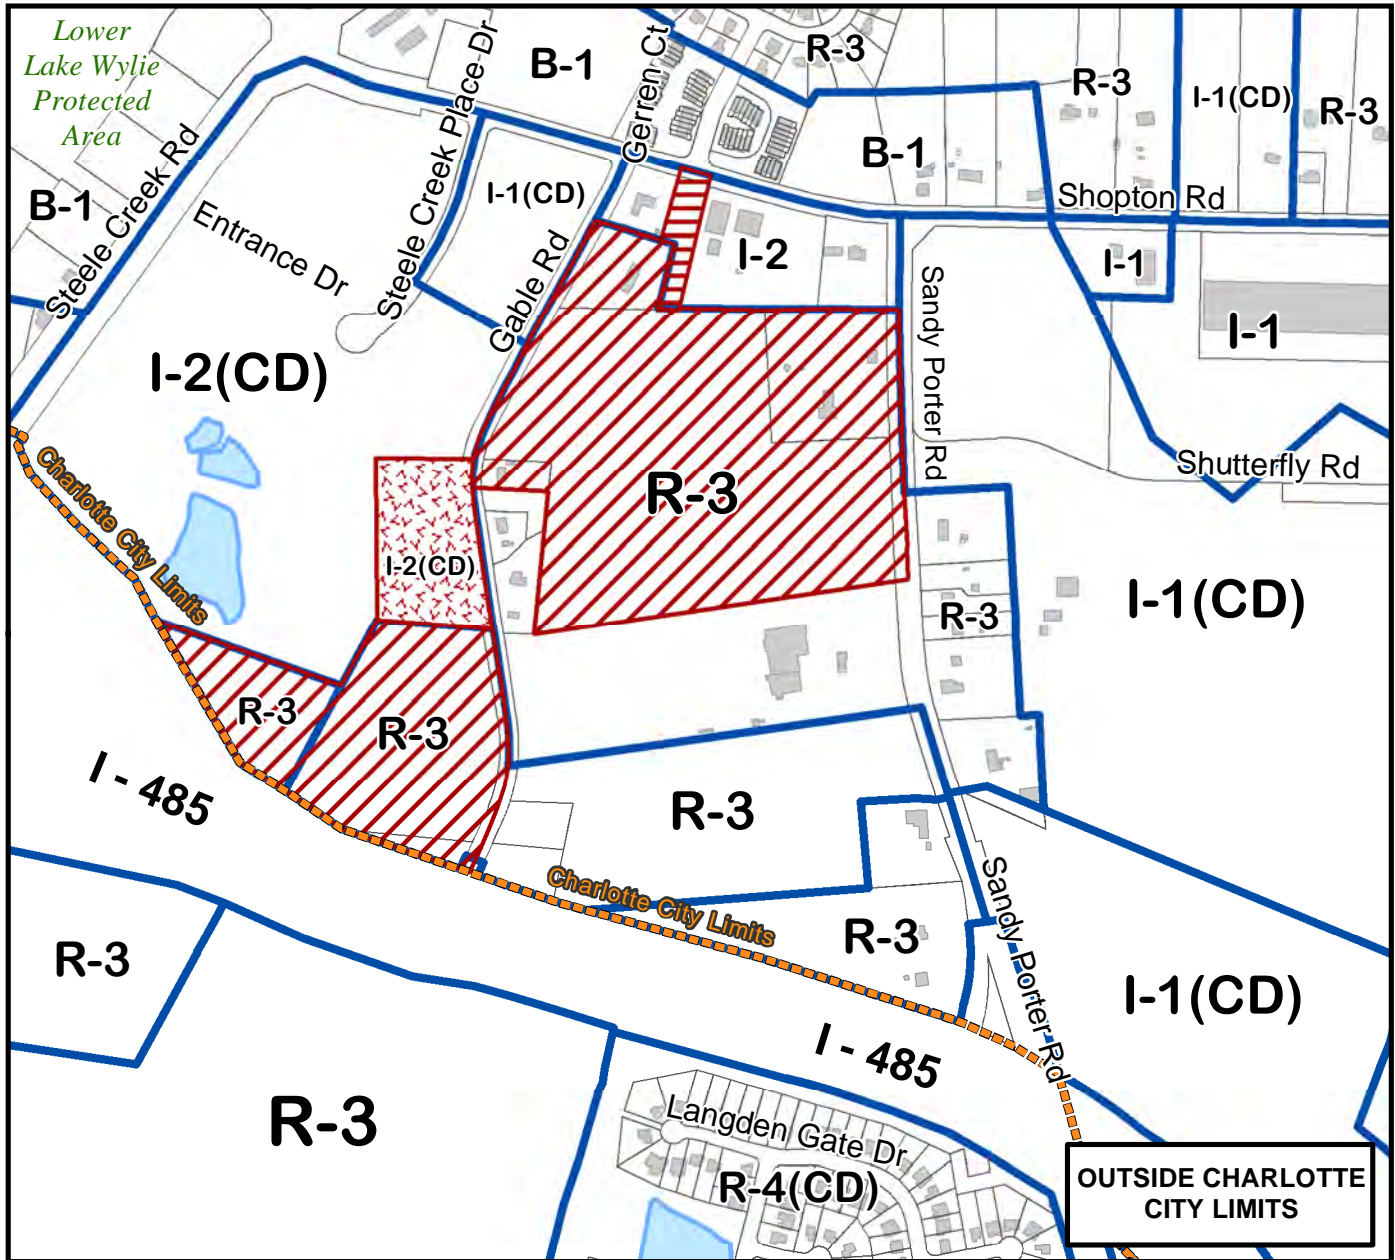 Lower
Lake Wylie
Protected
Area
B-1
Steele Creek Place Dr
Gerren Ct
R-3
R-3
I-1(CD)
R-3
B-1
Steele Creek Rd
B-1
I-1(CD)
Shopton Rd
Entrance Dr
Gable Rd
I-2
I-1
Sandy Porter Rd
I-1
I-2(CD)
Charlotte City Limits
R-3
Shutterfly Rd
I-2(CD)
I-1(CD)
R-3
R-3
R-3
I - 485
R-3
Charlotte City Limits
R-3
Sandy Porter Rd
R-3
I-1(CD)
I - 485
R-3
Langden Gate Dr
R-4(CD)
OUTSIDE CHARLOTTE
CITY LIMITS